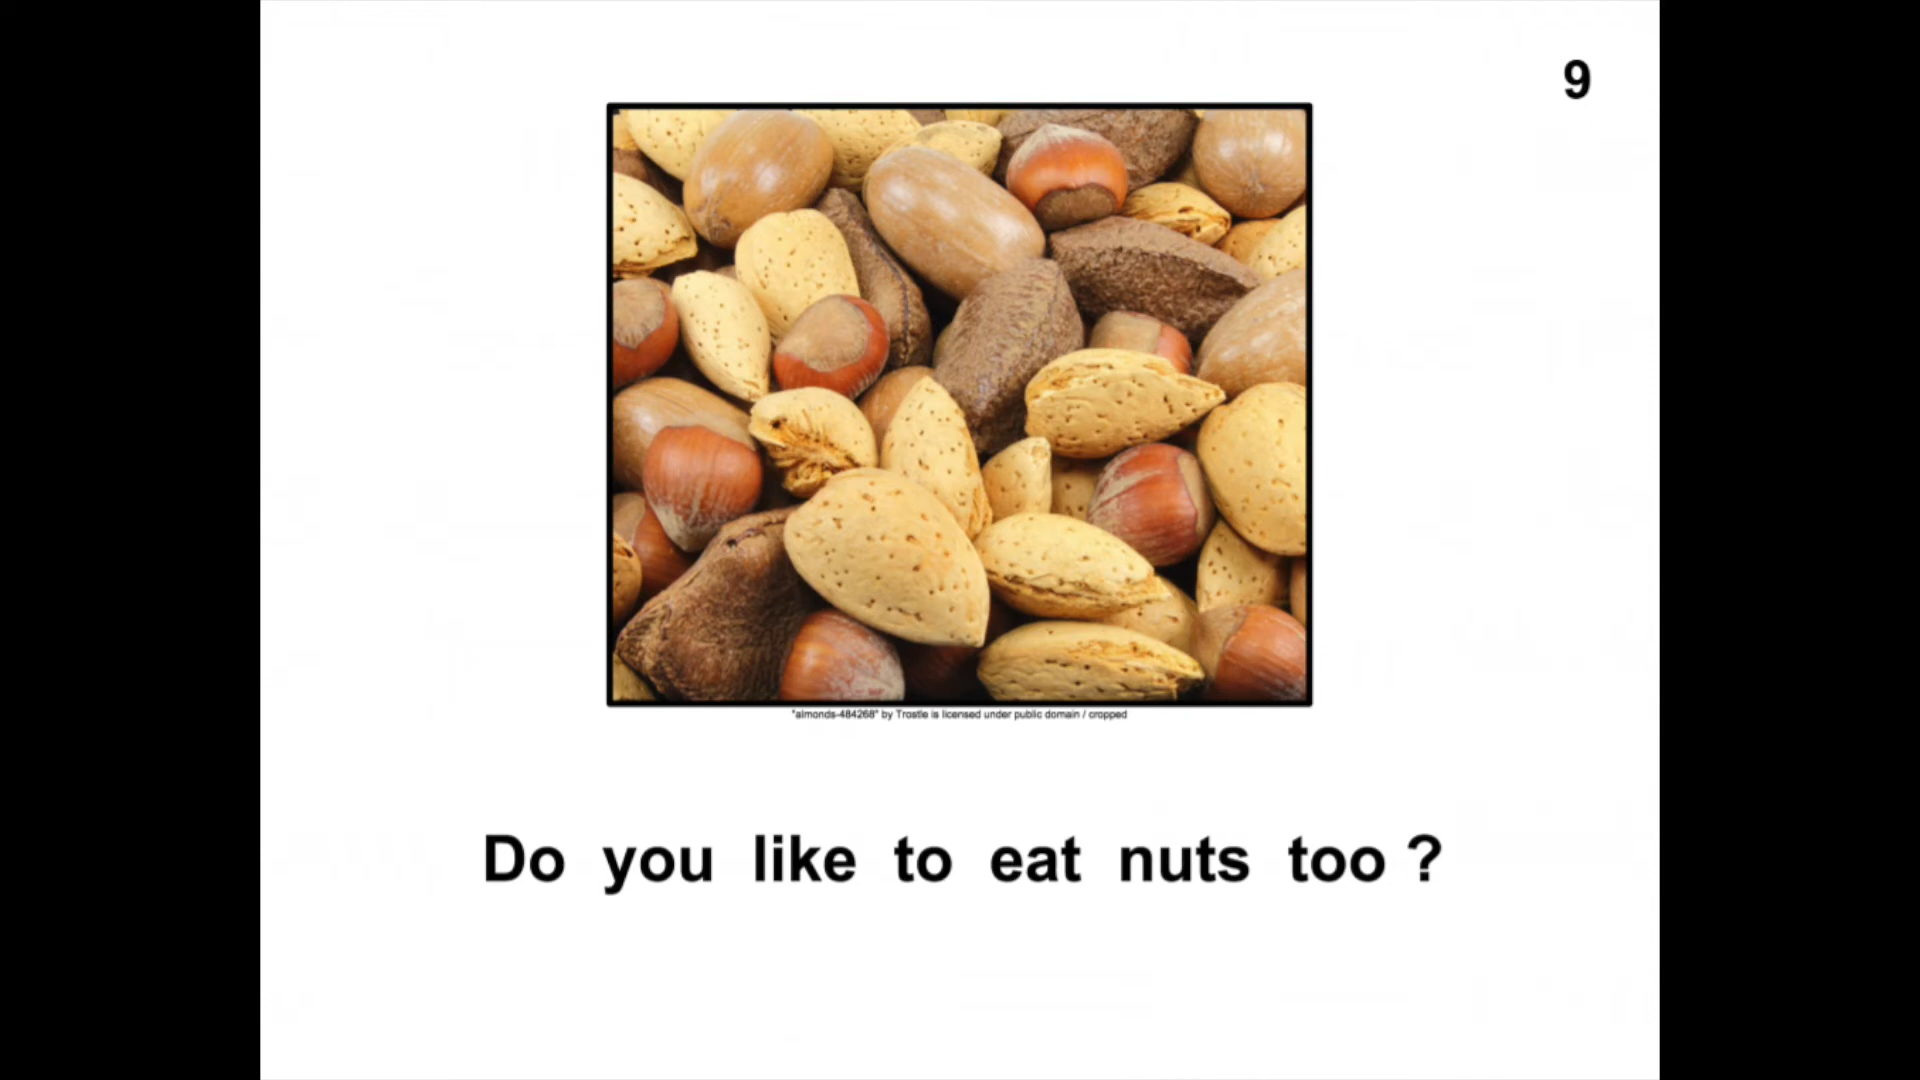 9
"almonds-484268" by Trostle is licensed under public domain / cropped
Do you like to eat nuts too ?